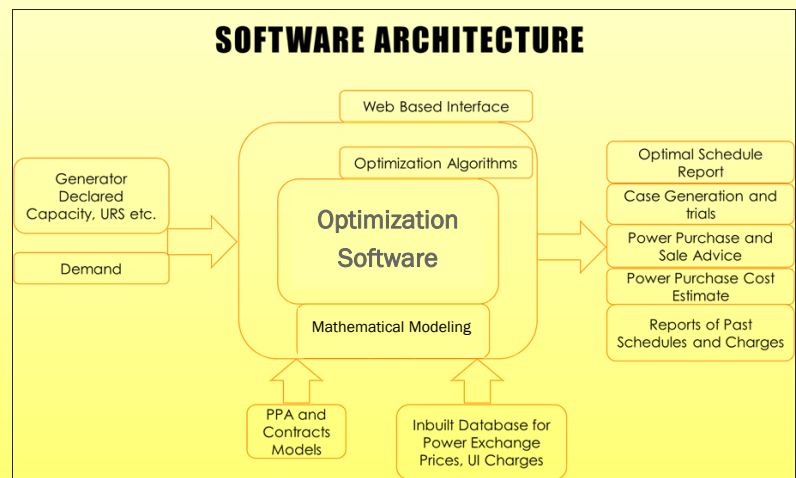 SOFTWARE ARCHITECTURE
Web Based Interface
Optimization Algorithms
Generator
Declared
Capacity, URS etc.
Demand
Optimization
Software
Mathematical Modeling
PPA and
Contracts
Models
Inbuilt Database for
Power Exchange
Prices, UI Charges
Optimal Schedule
Report
Case Generation and
trials
Power Purchase and
Sale Advice
Power Purchase Cost
Estimate
Reports of Past
Schedules and Charges